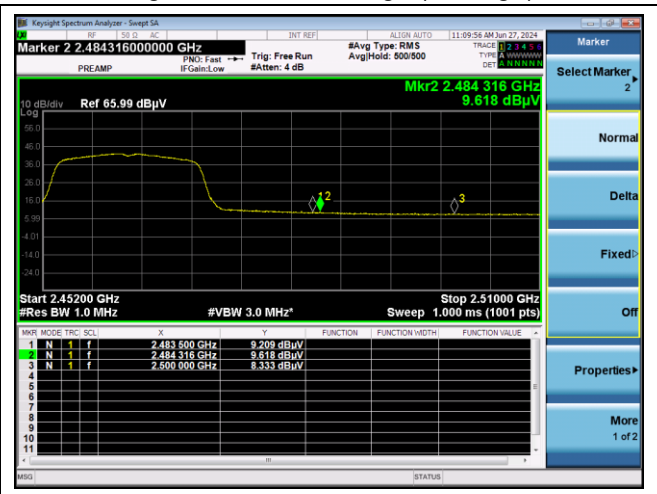 Keysight Spectrum Analyzer - Swept SA
RF 50 Ω AC INT REF ALIGN AUTO 11:09:56 AM Jun 27, 2024
Marker 2 2.484316000000 GHz
PREAMP
PNO: Fast
IFGain:Low
Trig: Free Run
#Atten: 4 dB
#Avg Type: RMS
Avg|Hold: 500/500
TRACE 1 2 3 4 5 6
TYPE A WWWWW
DET A N N N N N
Mkr2 2.484 316 GHz
9.618 dBµV
10 dB/div Ref 65.99 dBµV
Log
56.0
46.0
36.0
26.0
16.0
5.99
-4.01
-14.0
-24.0
1 2 3
Start 2.45200 GHz Stop 2.51000 GHz
#Res BW 1.0 MHz #VBW 3.0 MHz* Sweep 1.000 ms (1001 pts)
MKR MODE TRC SCL X Y FUNCTION FUNCTION WIDTH FUNCTION VALUE
1 N 1 f 2.483 500 GHz 9.209 dBµV
2 N 1 f 2.484 316 GHz 9.618 dBµV
3 N 1 f 2.500 000 GHz 8.333 dBµV
4
5
6
7
8
9
10
11
MSG STATUS
Marker
Select Marker
2
Normal
Delta
Fixed
Off
Properties
More
1 of 2